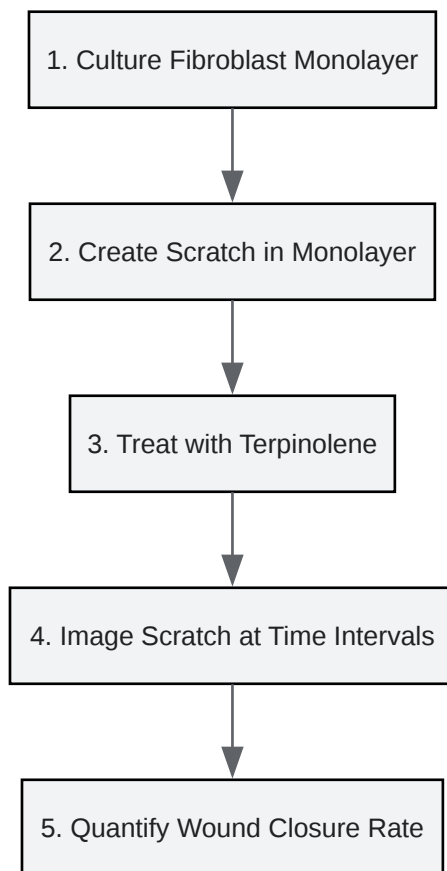 1. Culture Fibroblast Monolayer
2. Create Scratch in Monolayer
3. Treat with Terpinolene
4. Image Scratch at Time Intervals
5. Quantify Wound Closure Rate